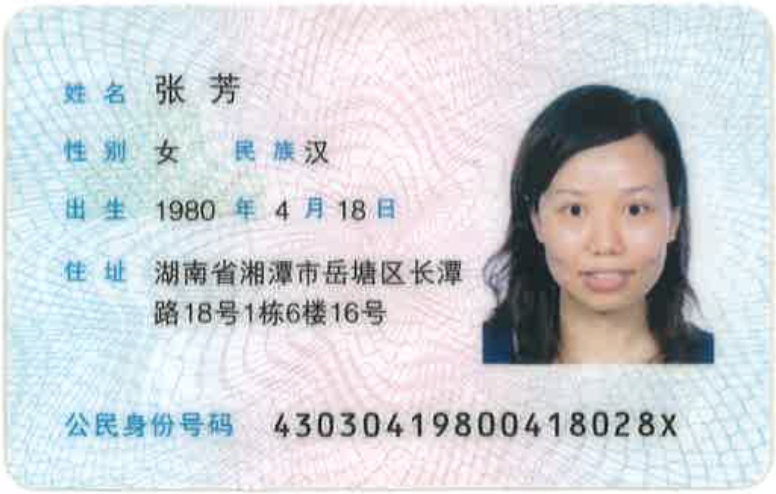 姓名 张芳
性别 女 民族 汉
出生 1980 年 4 月 18 日
住址 湖南省湘潭市岳塘区长潭
路18号1栋6楼16号
公民身份号码 43030419800418028X